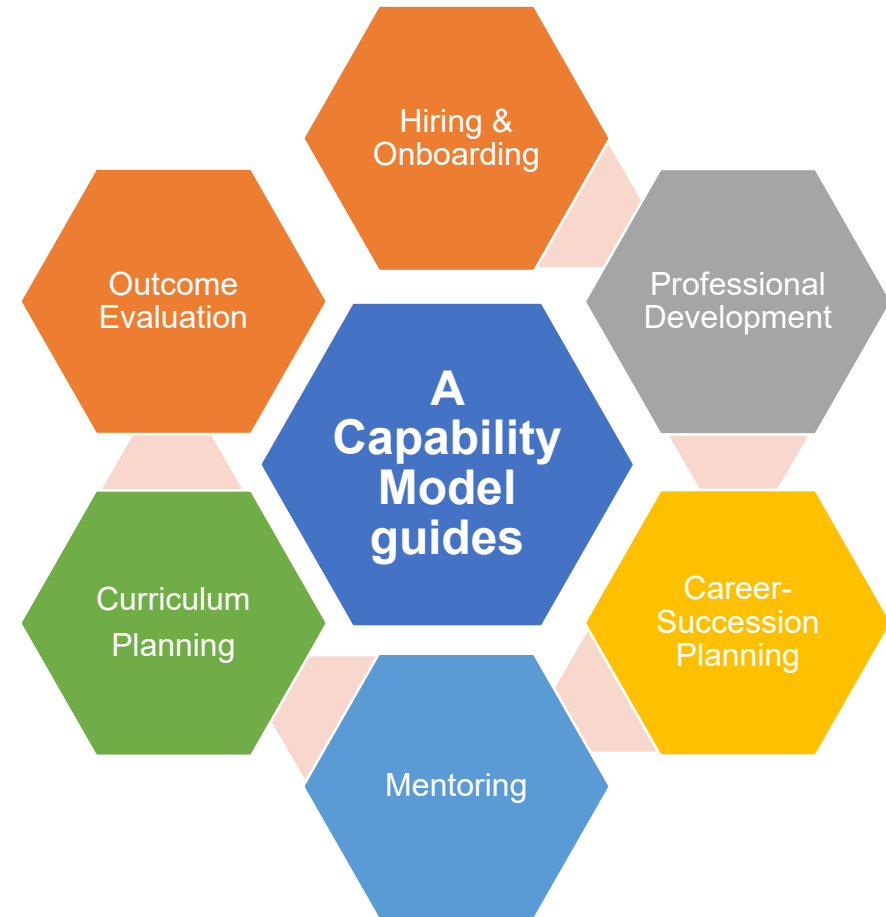 Hiring &
Onboarding
Professional
Development
Career-
Succession
Planning
Mentoring
Curriculum
Planning
Outcome
Evaluation
A
Capability
Model
guides